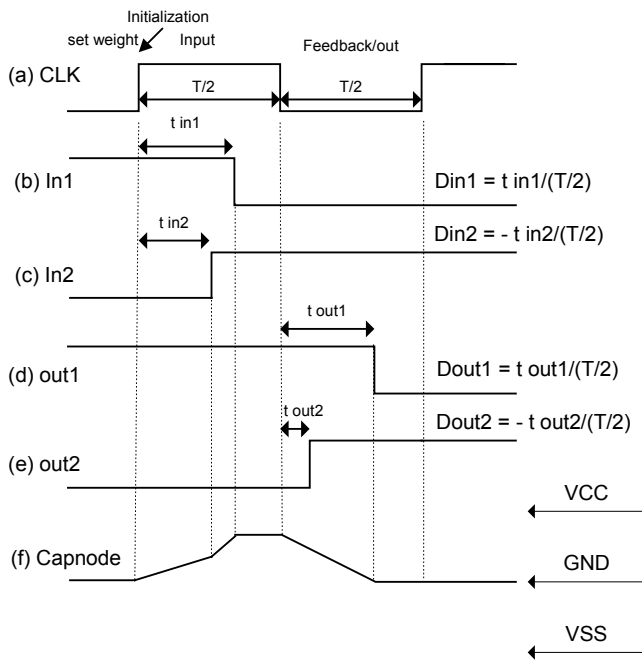 Initialization
set weight
Input
Feedback/out
(a) CLK
T/2
T/2
t in1
(b) In1
Din1 = t in1/(T/2)
t in2
Din2 = - t in2/(T/2)
(c) In2
t out1
(d) out1
Dout1 = t out1/(T/2)
t out2
Dout2 = - t out2/(T/2)
(e) out2
VCC
(f) Capnode
GND
VSS